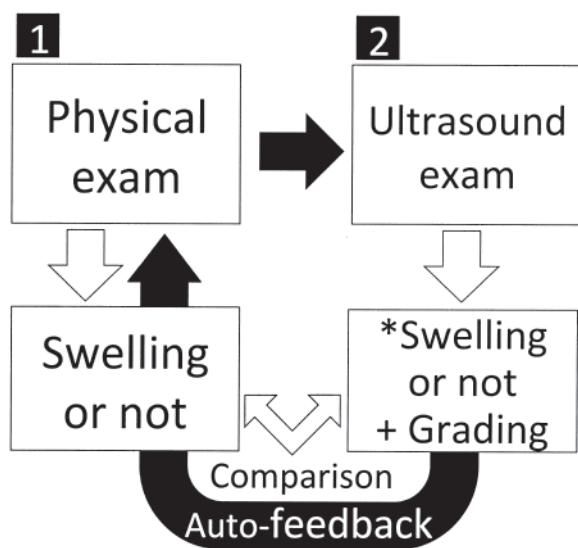 1
Physical
exam
2
Ultrasound
exam
Swelling
or not
*Swelling
or not
+ Grading
Comparison
Auto-feedback